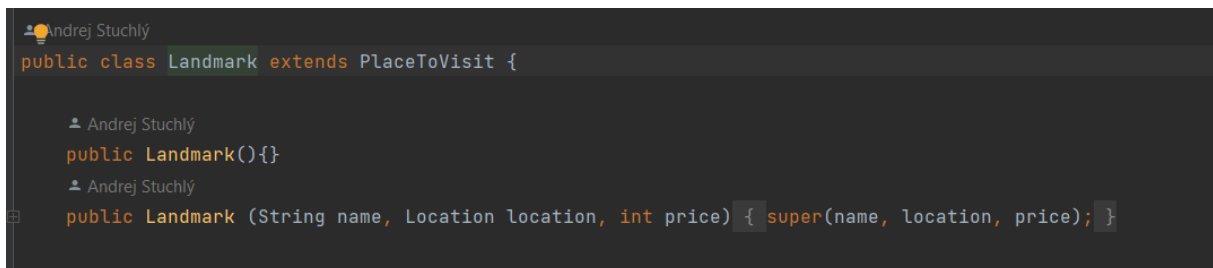 Andrej Stuchlý
public class Landmark extends PlaceToVisit {
Andrej Stuchlý
public Landmark(){}
Andrej Stuchlý
public Landmark (String name, Location location, int price) { super(name, location, price); }